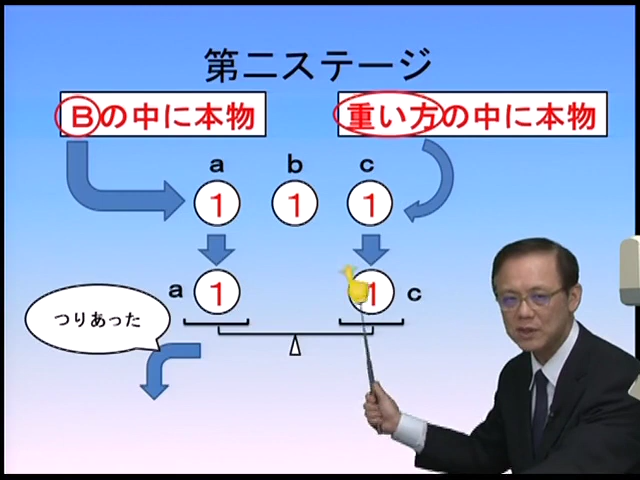 第二ステージ
Bの中に本物
重い方の中に本物
a b c
1 1 1
a 1 1 c
つりあった